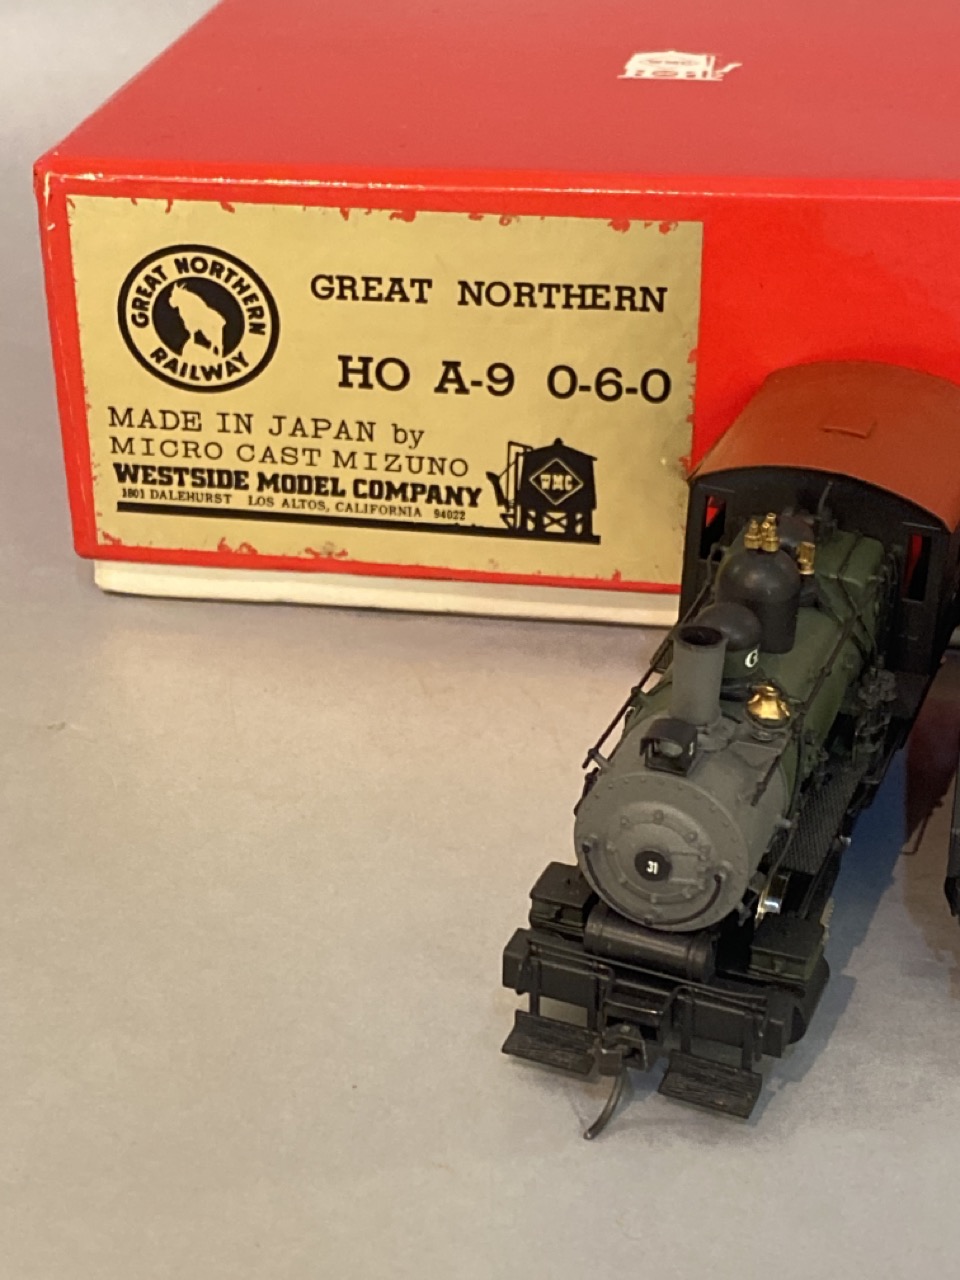 GREAT NORTHERN
RAILWAY
GREAT NORTHERN
HO A-9 0-6-0
MADE IN JAPAN by
MICRO CAST MIZUNO
WESTSIDE MODEL COMPANY
1801 DALEHURST LOS ALTOS, CALIFORNIA 94022
WMC
G
31